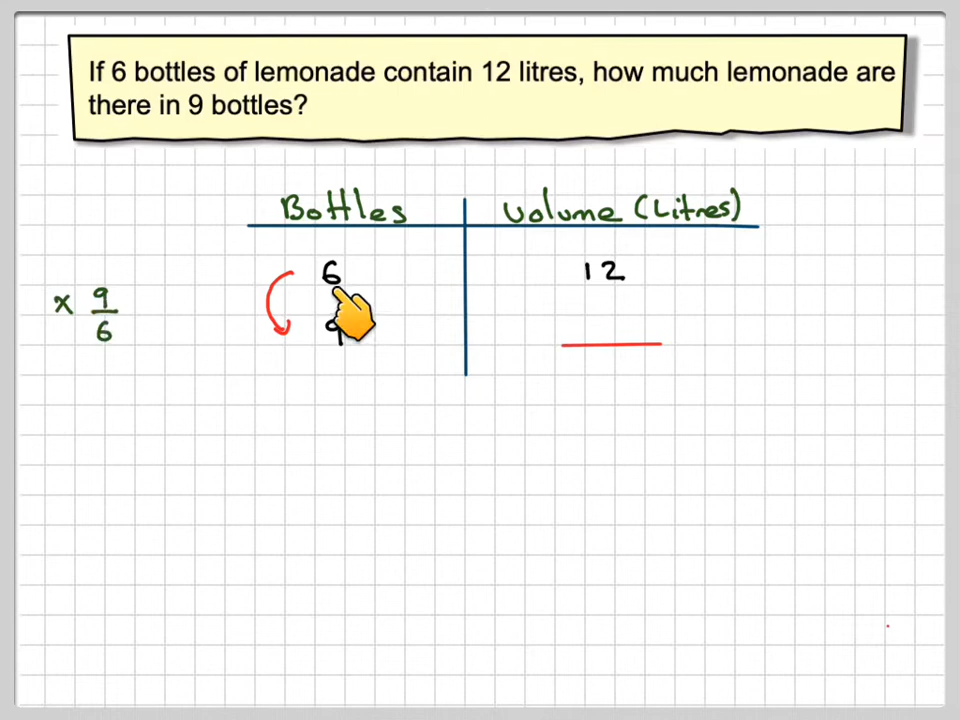 If 6 bottles of lemonade contain 12 litres, how much lemonade are
there in 9 bottles?
Bottles Volume (Litres)
6 12
× 9/6
9